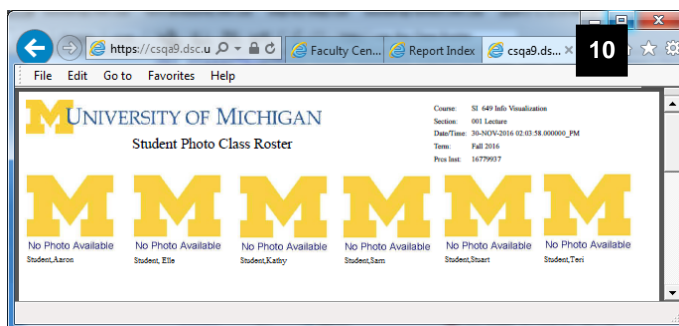 https://csqa9.dsc.u
Faculty Cen...
Report Index
csqa9.ds...
10
File Edit Go to Favorites Help
M UNIVERSITY OF MICHIGAN
Student Photo Class Roster
Course: SI 649 Info Visualization
Section: 001 Lecture
Date/Time: 30-NOV-2016 02:03:58.000000_PM
Term: Fall 2016
Prcs Inst: 16779937
M M M M M M
No Photo Available No Photo Available No Photo Available No Photo Available No Photo Available No Photo Available
Student,Aaron Student, Elle Student,Kathy Student,Sam Student,Stuart Student,Teri